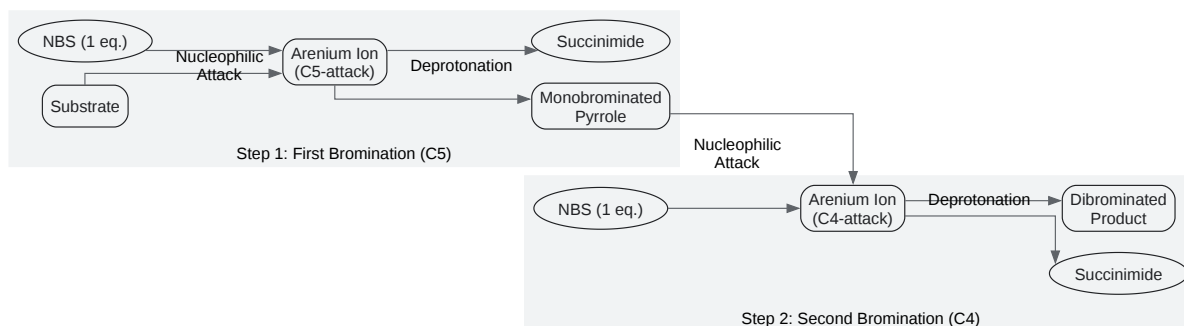 NBS (1 eq.)
Substrate
Nucleophilic
Attack
Arenium Ion
(C5-attack)
Deprotonation
Succinimide
Monobrominated
Pyrrole
Step 1: First Bromination (C5)
Nucleophilic
Attack
NBS (1 eq.)
Arenium Ion
(C4-attack)
Deprotonation
Dibrominated
Product
Succinimide
Step 2: Second Bromination (C4)